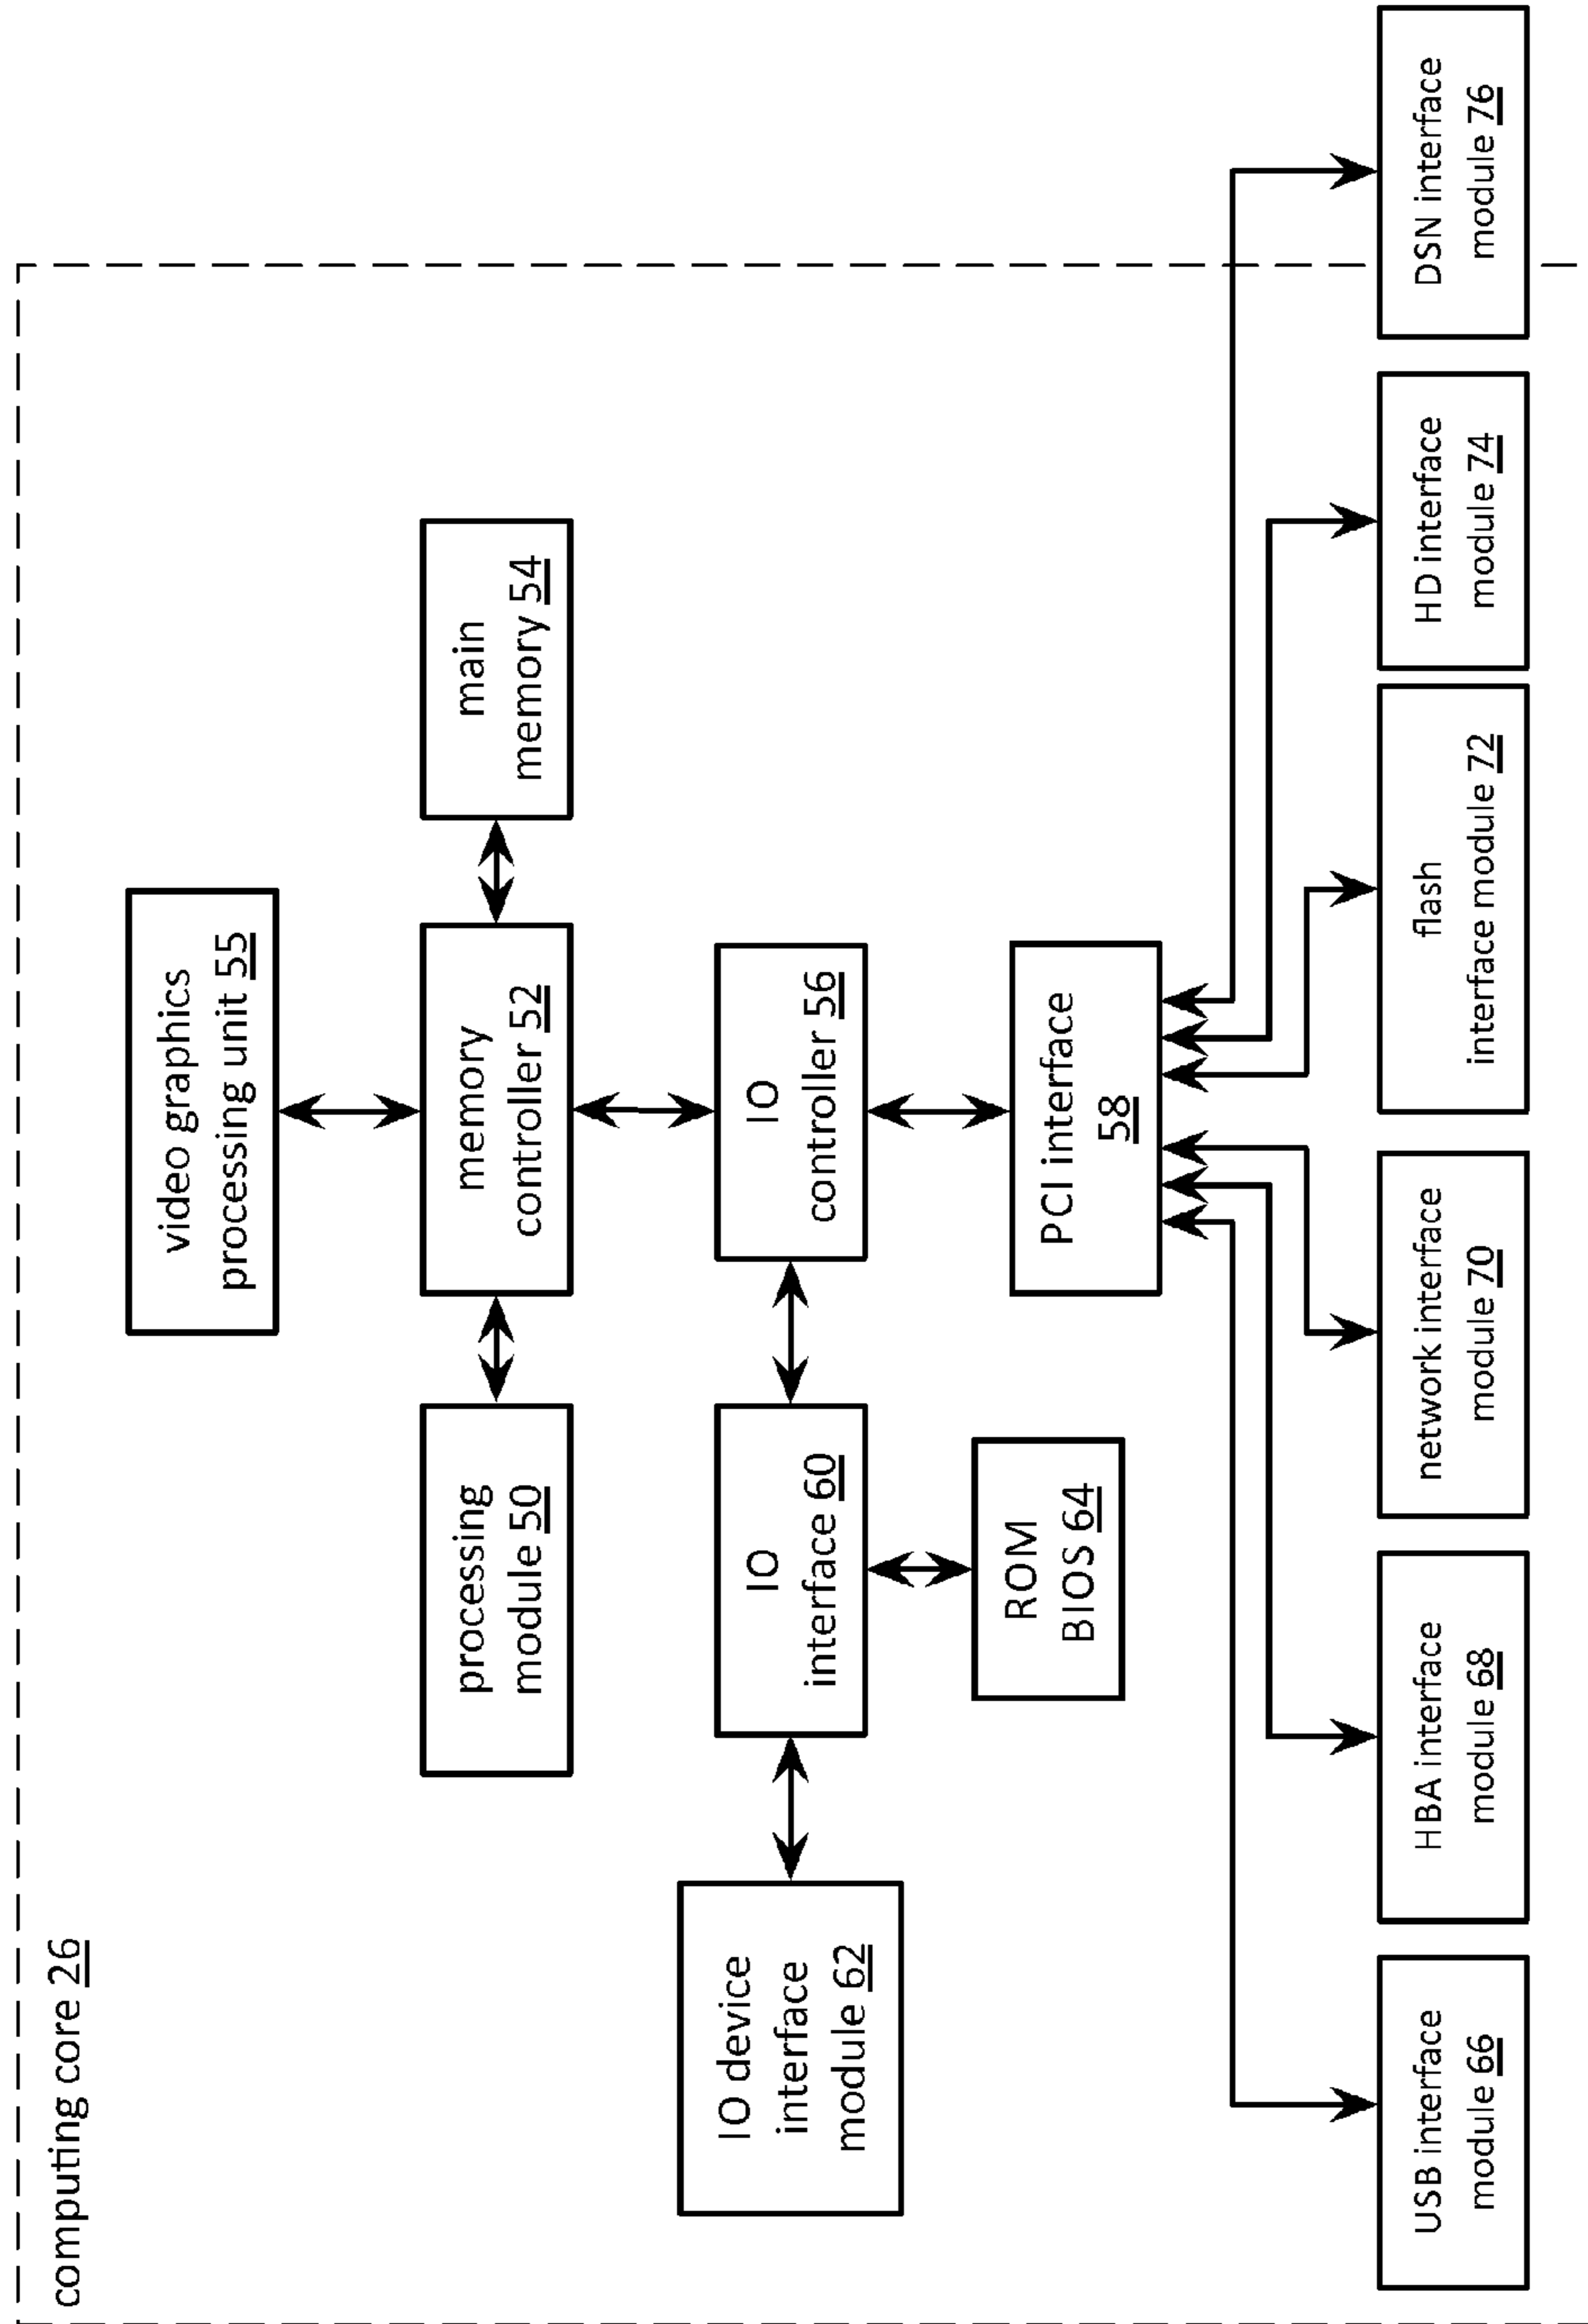 computing core 26
video graphics
processing unit 55
processing
module 50
memory
controller 52
main
memory 54
IO device
interface
module 62
IO
interface 60
IO
controller 56
ROM
BIOS 64
PCI interface
58
USB interface
module 66
HBA interface
module 68
network interface
module 70
flash
interface module 72
HD interface
module 74
DSN interface
module 76